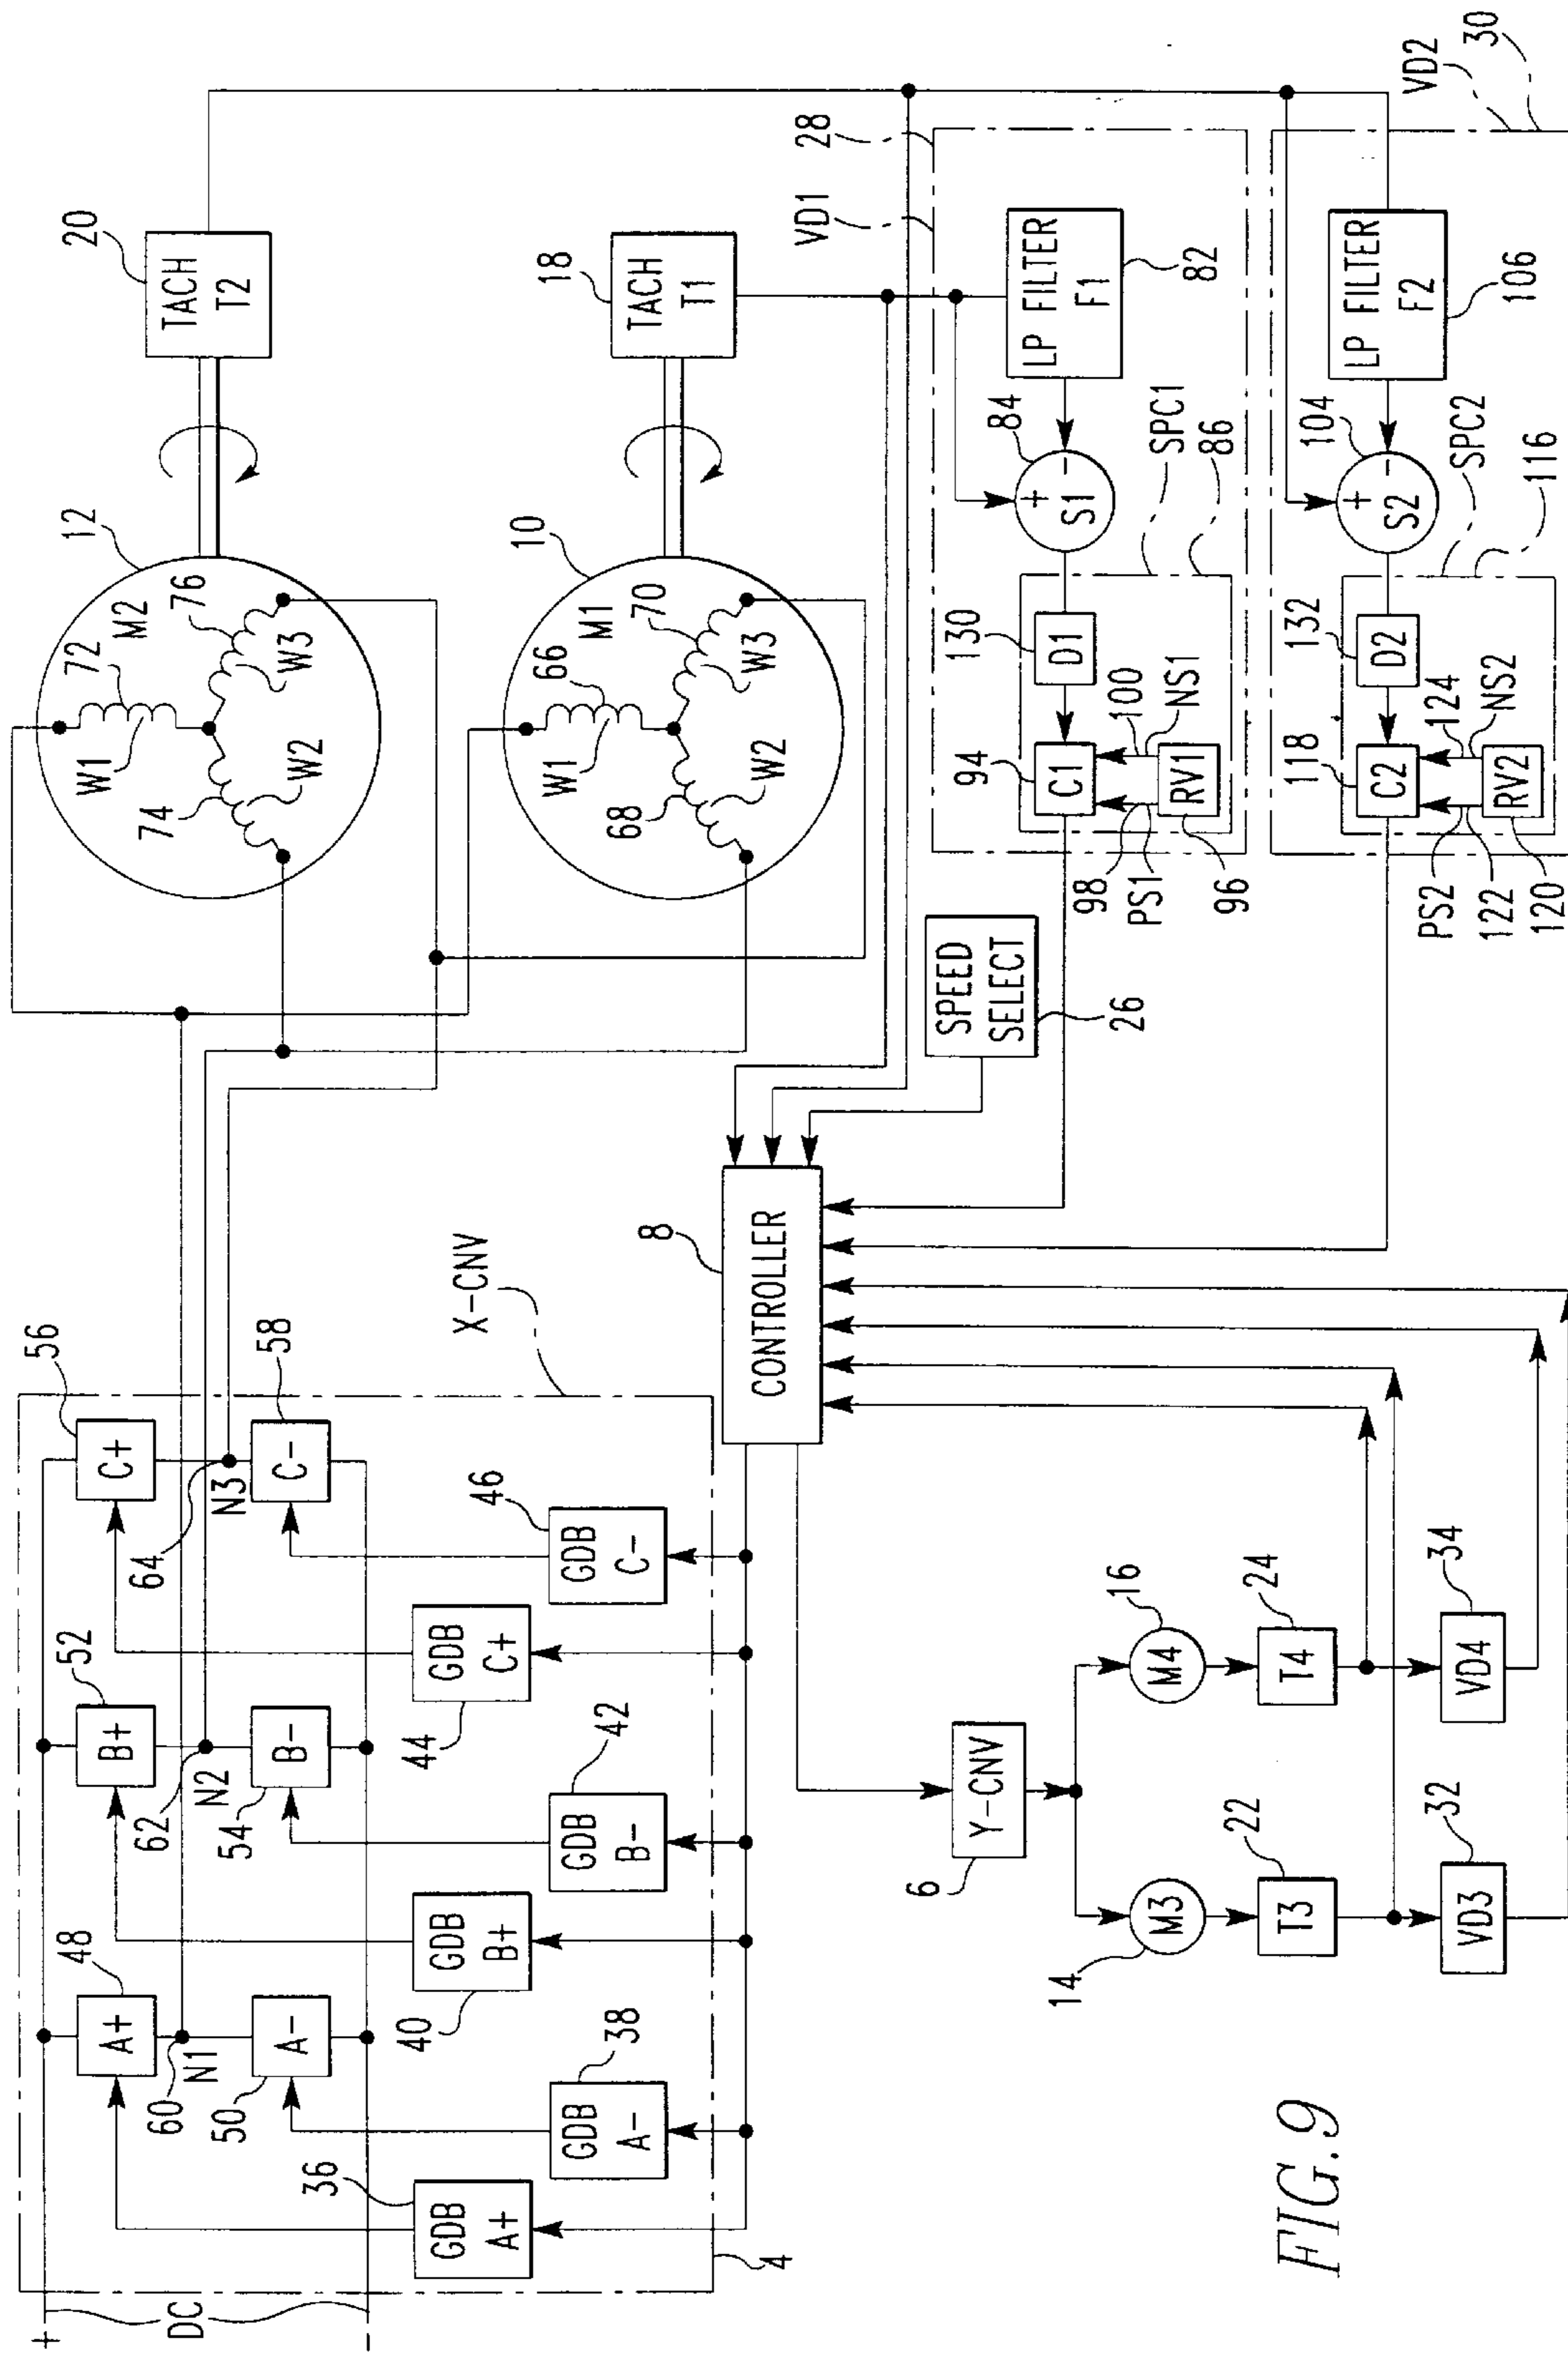 +
DC
-
4
A+
48
60
N1
A-
50
B+
52
62
N2
B-
54
C+
56
64
N3
C-
58
X-CNV
GDB
A+
36
GDB
A-
38
GDB
B+
40
GDB
B-
42
GDB
C+
44
GDB
C-
46
12
M2
72
W1
74
W2
76
W3
TACH
T2
20
10
M1
66
W1
68
W2
70
W3
TACH
T1
18
CONTROLLER
8
SPEED
SELECT
26
VD1
28
LP FILTER
F1
82
84
+
-
S1
SPC1
86
130
D1
94
C1
100
NS1
98
PS1
RV1
96
VD2
30
LP FILTER
F2
106
104
+
-
S2
SPC2
116
132
D2
118
C2
124
NS2
PS2
122
RV2
120
Y-CNV
6
M3
14
M4
16
T3
22
T4
24
VD3
32
VD4
34
FIG.9